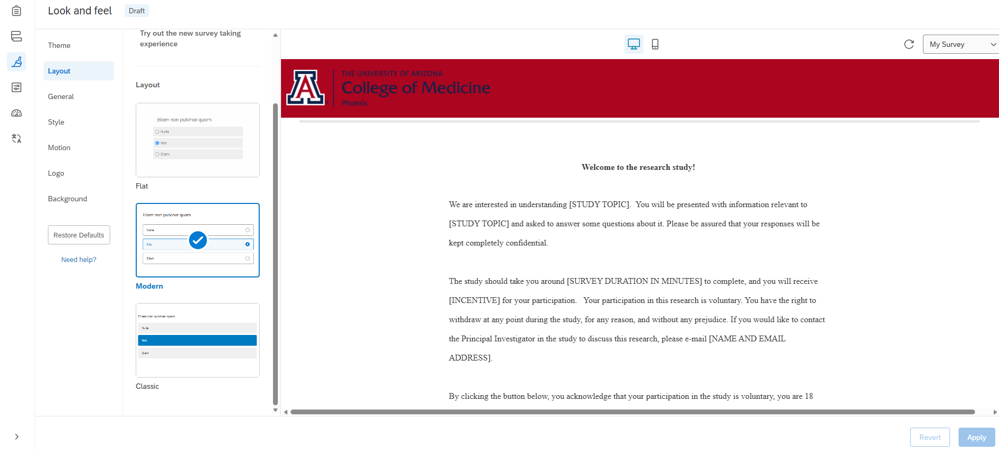 Look and feel
Draft
Theme
Layout
General
Style
Motion
Logo
Background
Restore Defaults
Need help?
Try out the new survey taking
experience
Layout
Etiam non pulvinar quam
Nulla
Nec
Diam
Flat
Etiam non pulvinar quam
Nulla
Nec
Diam
Modern
Etiam non pulvinar quam
Nulla
Nec
Diam
Classic
My Survey
A
THE UNIVERSITY OF ARIZONA
College of Medicine
Phoenix
Welcome to the research study!
We are interested in understanding [STUDY TOPIC].  You will be presented with information relevant to
[STUDY TOPIC] and asked to answer some questions about it. Please be assured that your responses will be
kept completely confidential.
The study should take you around [SURVEY DURATION IN MINUTES] to complete, and you will receive
[INCENTIVE] for your participation.   Your participation in this research is voluntary. You have the right to
withdraw at any point during the study, for any reason, and without any prejudice. If you would like to contact
the Principal Investigator in the study to discuss this research, please e-mail [NAME AND EMAIL
ADDRESS].
By clicking the button below, you acknowledge that your participation in the study is voluntary, you are 18
Revert
Apply